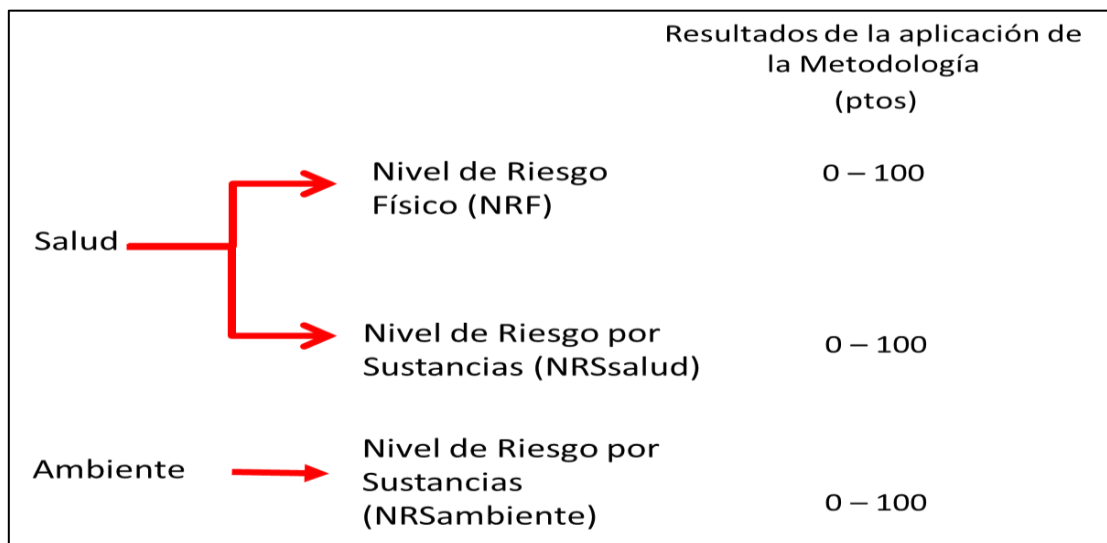 Resultados de la aplicación de
la Metodología
(ptos)
Nivel de Riesgo
Físico (NRF)
0 – 100
Salud
Nivel de Riesgo por
Sustancias (NRSsalud)
0 – 100
Ambiente
Nivel de Riesgo por
Sustancias
(NRSambiente)
0 – 100